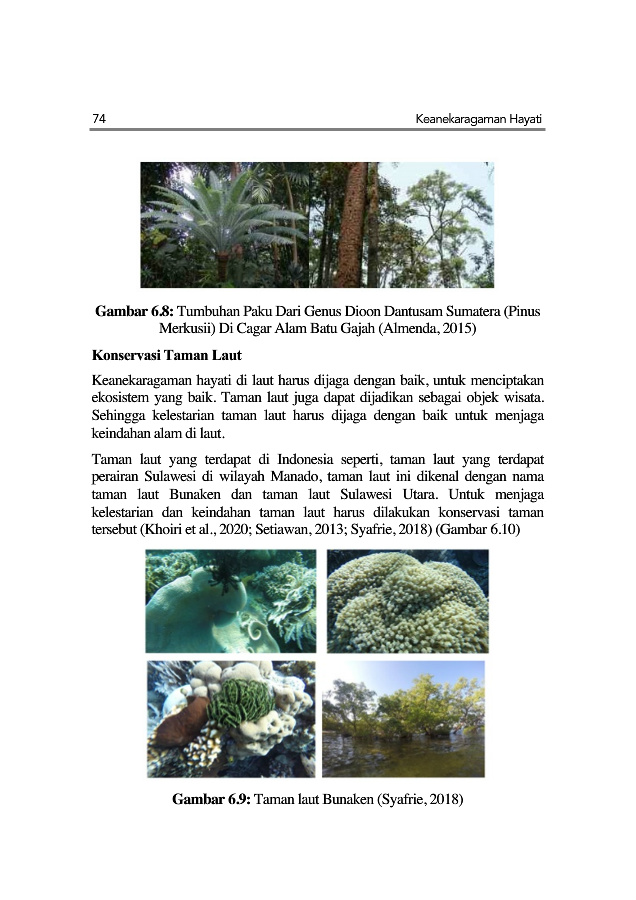 74
Keanekaragaman Hayati
Gambar 6.8: Tumbuhan Paku Dari Genus Dioon Dantusam Sumatera (Pinus
Merkusii) Di Cagar Alam Batu Gajah (Almenda, 2015)
Konservasi Taman Laut
Keanekaragaman hayati di laut harus dijaga dengan baik, untuk menciptakan
ekosistem yang baik. Taman laut juga dapat dijadikan sebagai objek wisata.
Sehingga kelestarian taman laut harus dijaga dengan baik untuk menjaga
keindahan alam di laut.
Taman laut yang terdapat di Indonesia seperti, taman laut yang terdapat
perairan Sulawesi di wilayah Manado, taman laut ini dikenal dengan nama
taman laut Bunaken dan taman laut Sulawesi Utara. Untuk menjaga
kelestarian dan keindahan taman laut harus dilakukan konservasi taman
tersebut (Khoiri et al., 2020; Setiawan, 2013; Syafrie, 2018) (Gambar 6.10)
Gambar 6.9: Taman laut Bunaken (Syafrie, 2018)